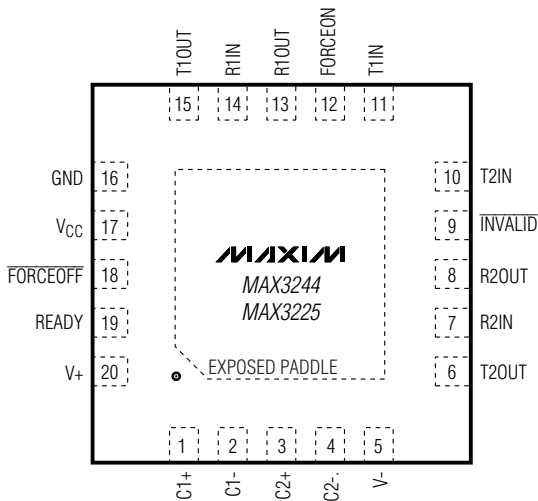 T1OUT
R1IN
R1OUT
FORCEON
T1IN
15
14
13
12
11
GND 16
VCC 17
FORCEOFF 18
READY 19
V+ 20
10 T2IN
9 INVALID
8 R2OUT
7 R2IN
6 T2OUT
MAXIM
MAX3244
MAX3225
EXPOSED PADDLE
1
2
3
4
5
C1+
C1-
C2+
C2-.
V-